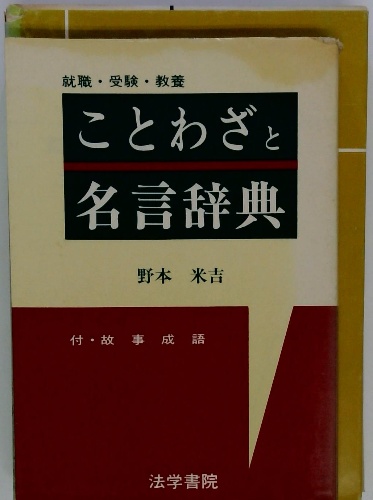 就職・受験・教養
ことわざと
名言辞典
野本 米吉
付・故事成語
法学書院